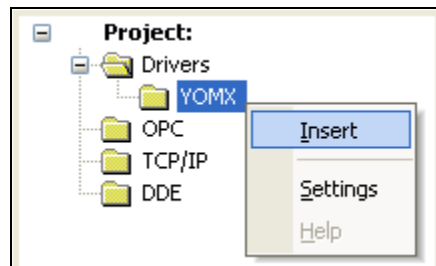 Project:
Drivers
YOMX
OPC
Insert
TCP/IP
DDE
Settings
Help